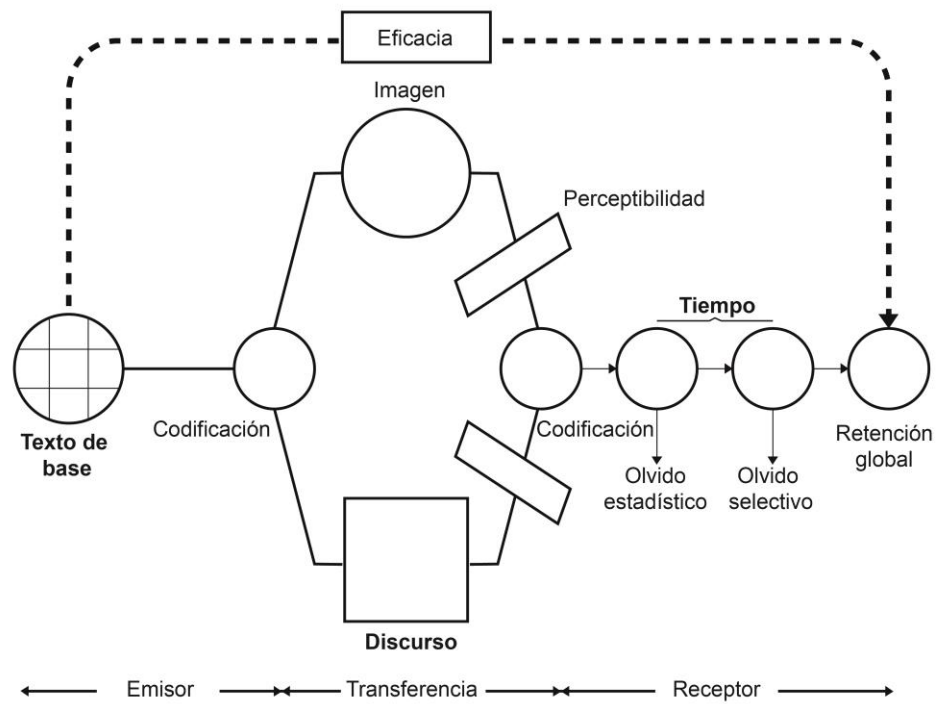 Eficacia
Imagen
Perceptibilidad
Tiempo
Texto de
base
Codificación
Codificación
Olvido
estadístico
Olvido
selectivo
Retención
global
Discurso
Emisor
Transferencia
Receptor